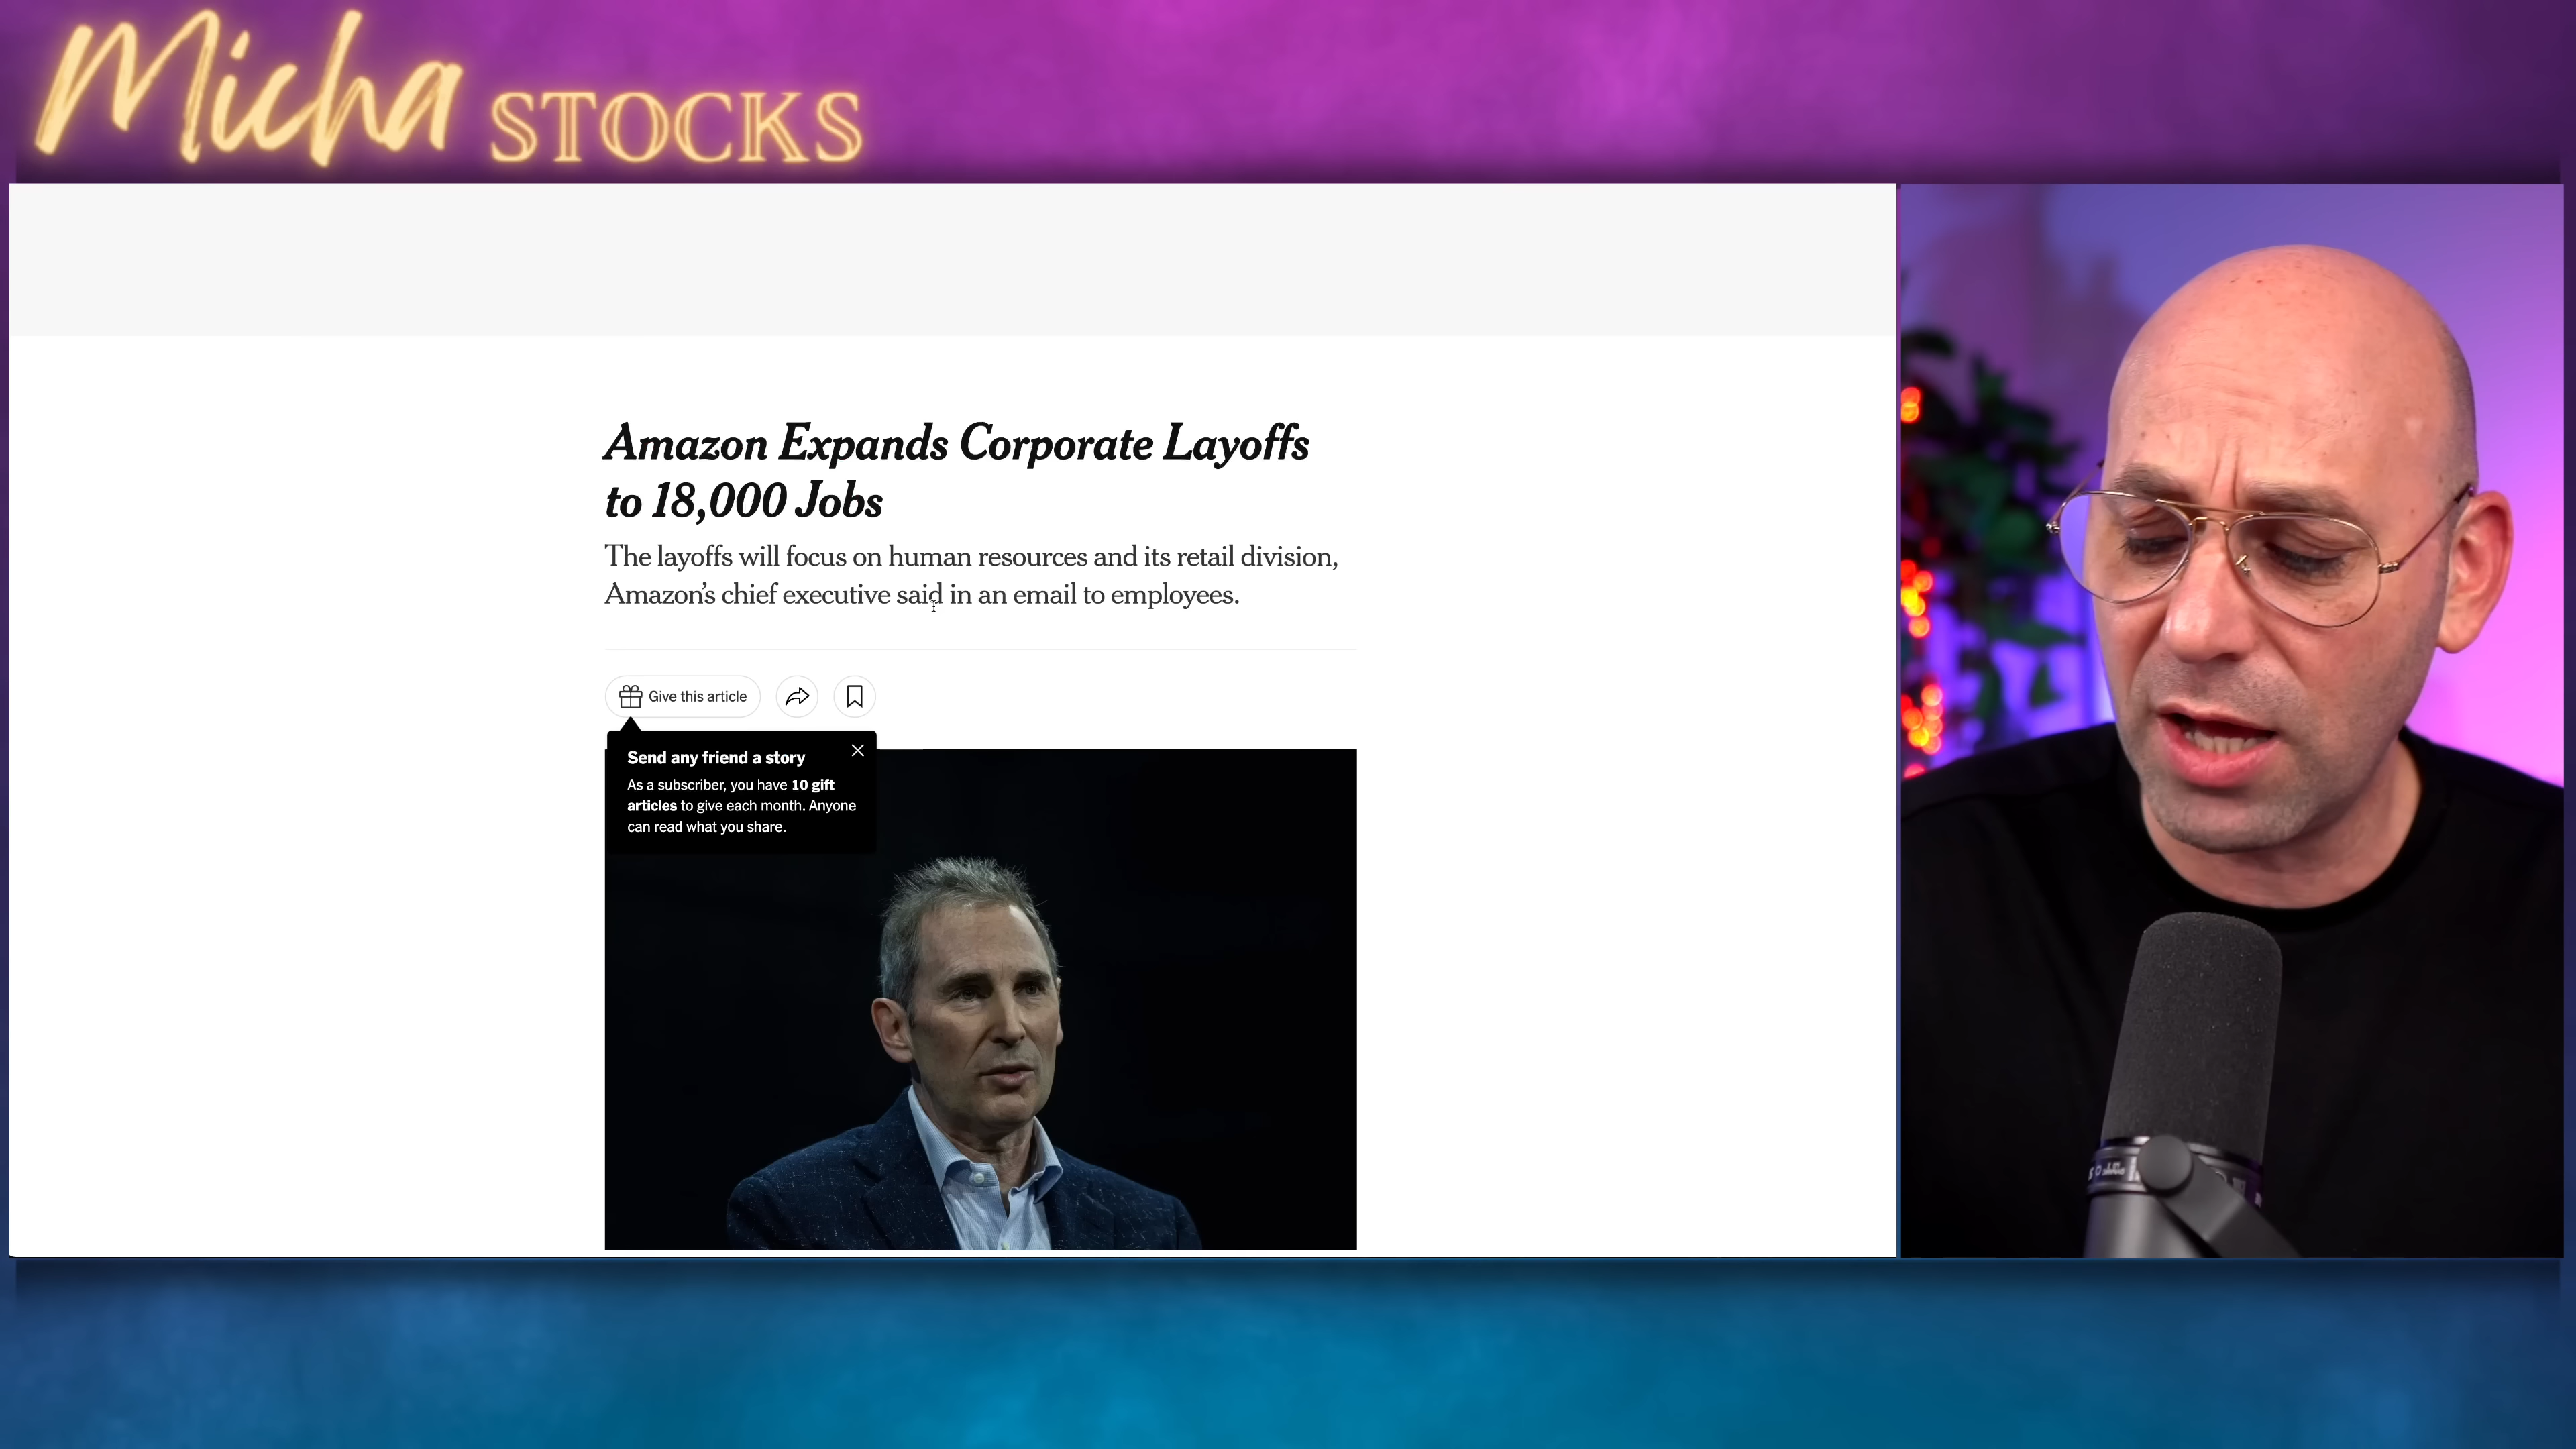 Micha STOCKS
Amazon Expands Corporate Layoffs
to 18,000 Jobs
The layoffs will focus on human resources and its retail division,
Amazon’s chief executive said in an email to employees.
Give this article
Send any friend a story
As a subscriber, you have 10 gift
articles to give each month. Anyone
can read what you share.